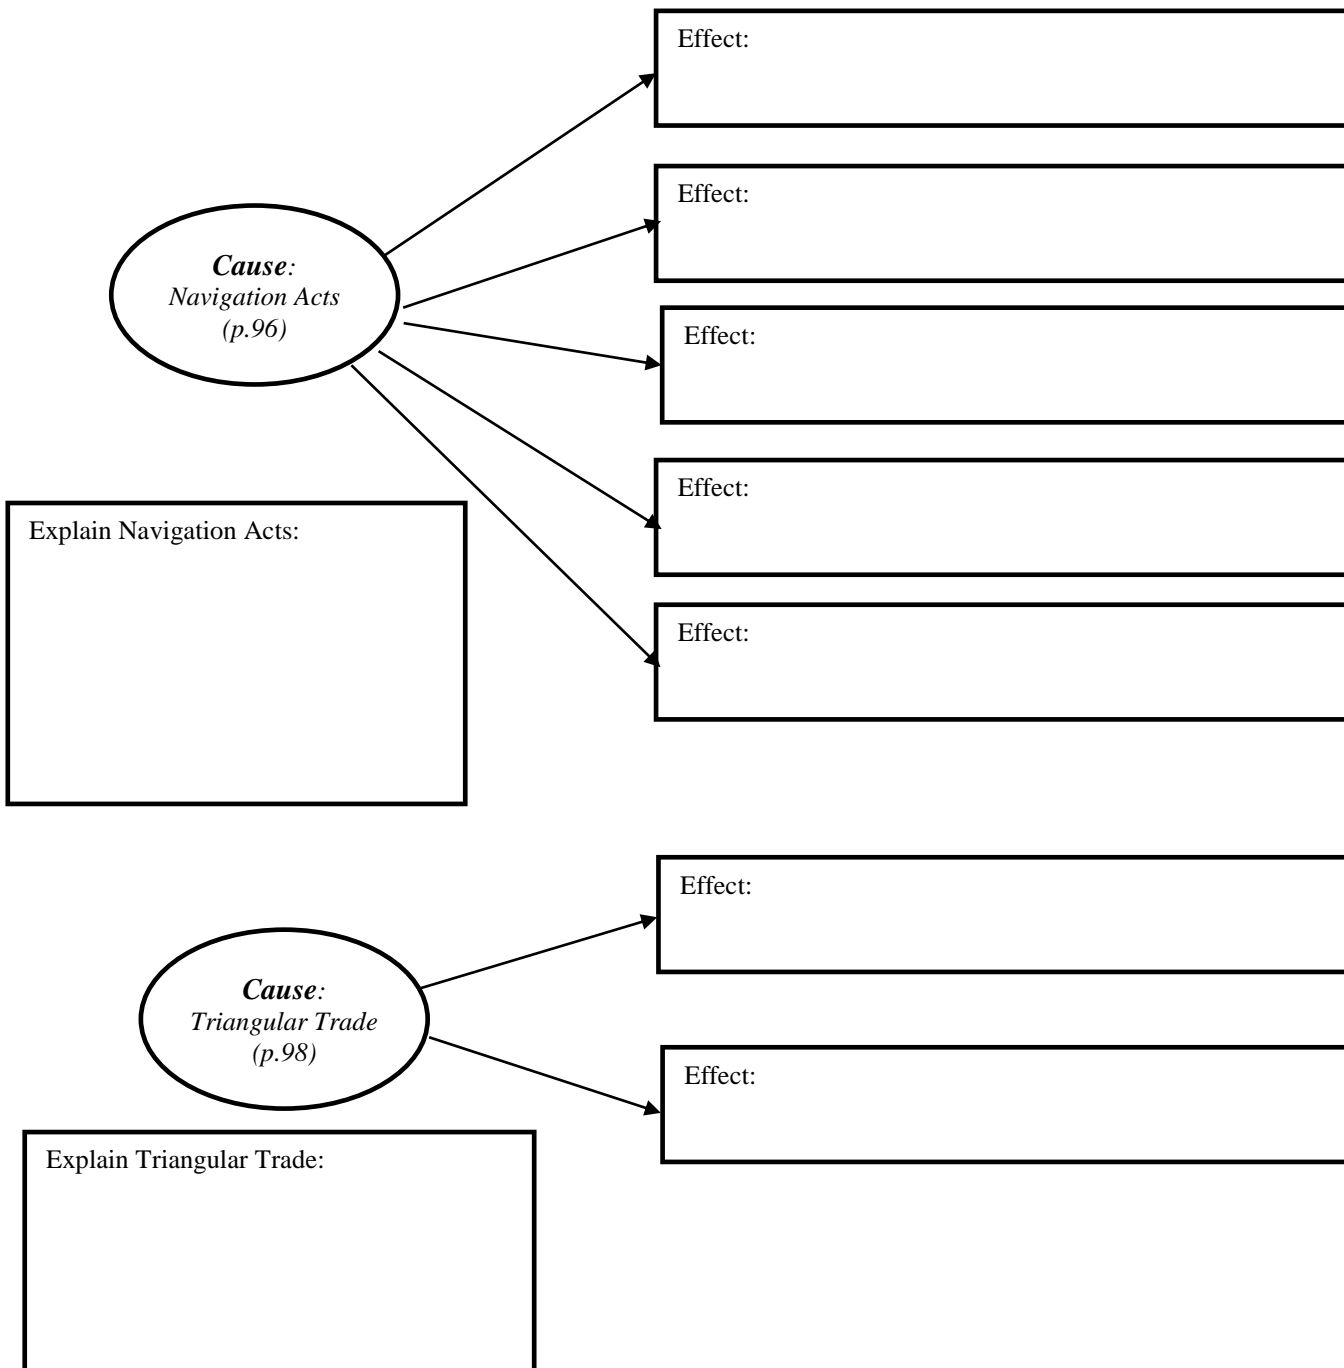 Effect:
Effect:
Cause:
Navigation Acts
(p.96)
Effect:
Effect:
Explain Navigation Acts:
Effect:
Effect:
Cause:
Triangular Trade
(p.98)
Effect:
Explain Triangular Trade: